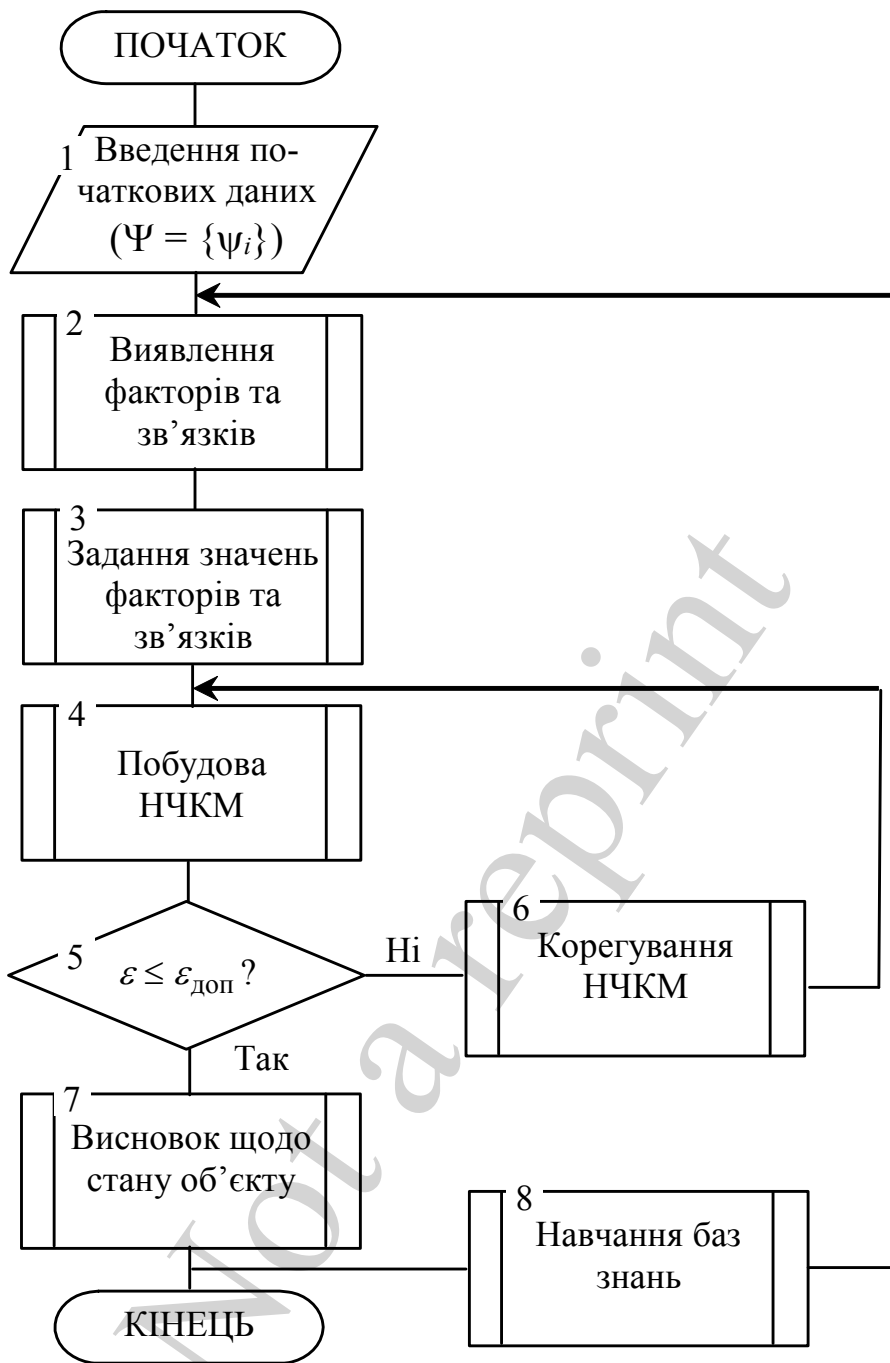 ПОЧАТОК
1
Введення по-
чаткових даних
(Ψ = {ψi})
2
Виявлення
факторів та
зв’язків
3
Задання значень
факторів та
зв’язків
4
Побудова
НЧКМ
5
ε ≤ εдоп ?
Ні
6
Корегування
НЧКМ
Так
7
Висновок щодо
стану об’єкту
8
Навчання баз
знань
КІНЕЦЬ
Not a reprint